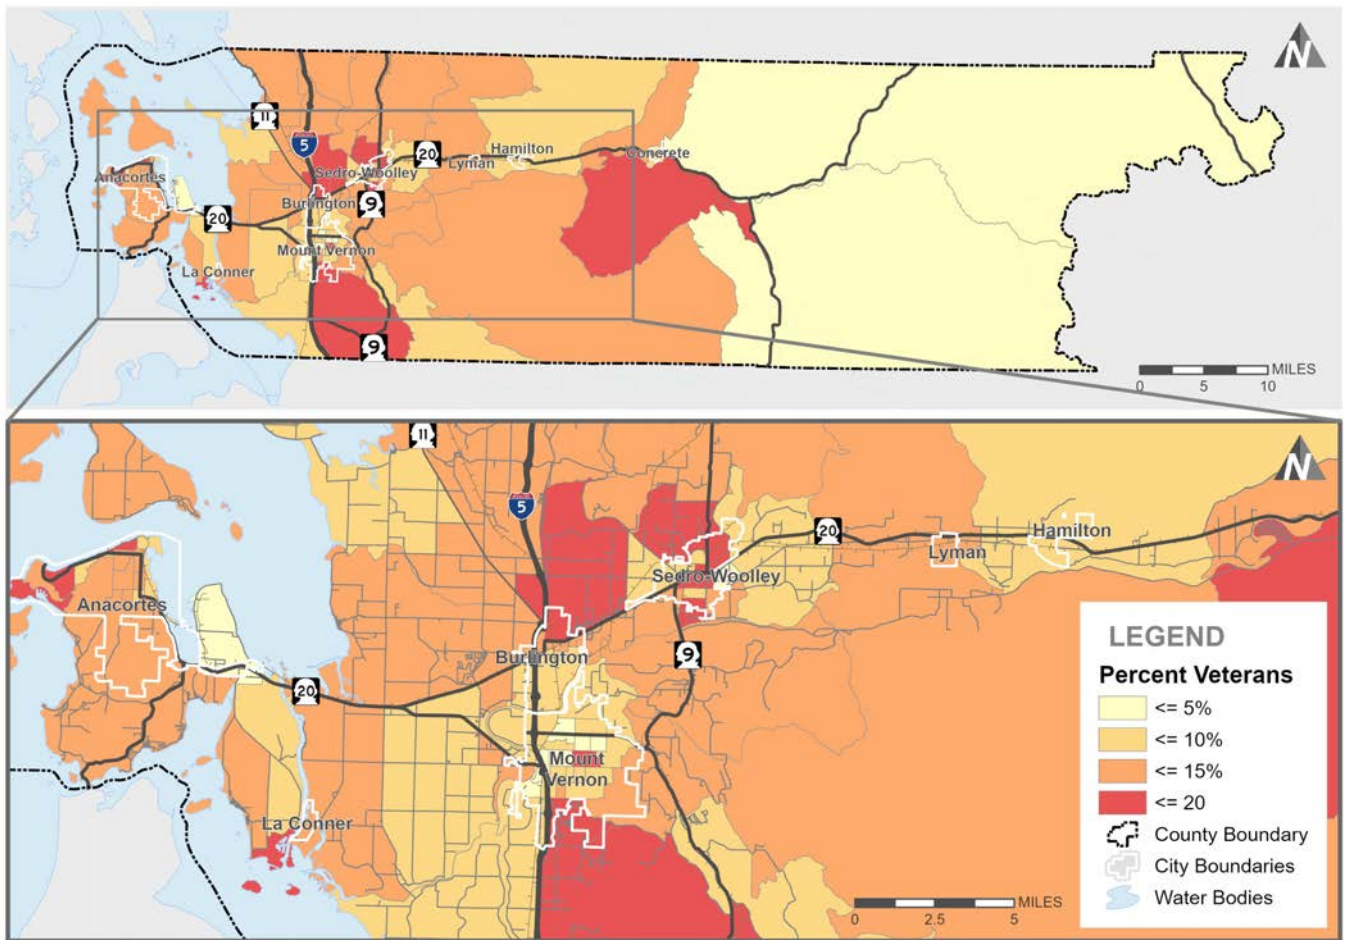 N
11
5
20
Lyman
Hamilton
Concrete
Sedro-Woolley
Anacortes
Burlington
9
20
Mount Vernon
La Conner
9
MILES
0 5 10
11
N
5
20
Hamilton
Lyman
Sedro-Woolley
Anacortes
Burlington
9
20
Mount
Vernon
La Conner
LEGEND
Percent Veterans
<= 5%
<= 10%
<= 15%
<= 20
County Boundary
City Boundaries
Water Bodies
MILES
0 2.5 5